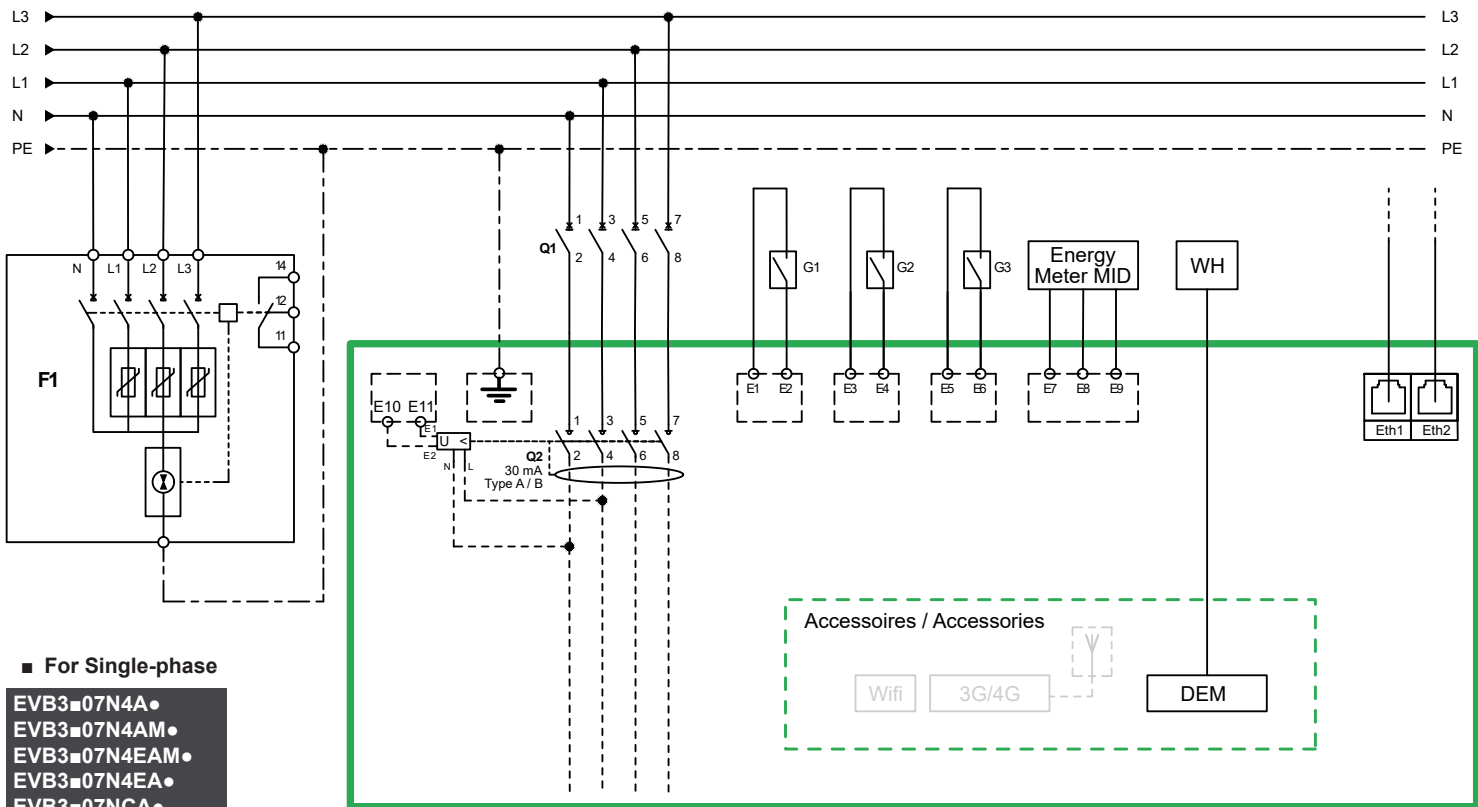 L3 L3
L2 L2
L1 L1
N N
PE PE
1 3 5 7
Q1
2 4 6 8
N L1 L2 L3
14
12
11
F1
G1 G2 G3
Energy
Meter MID
WH
E1 E2 E3 E4 E5 E6 E7 E8 E9
E10 E11
E1
U <
E2
N L
1 3 5 7
Q2
2 4 6 8
30 mA
Type A / B
Eth1 Eth2
Accessoires / Accessories
Wifi 3G/4G DEM
■ For Single-phase
EVB3■07N4A●
EVB3■07N4AM●
EVB3■07N4EAM●
EVB3■07N4EA●
EVB3■07NCA●